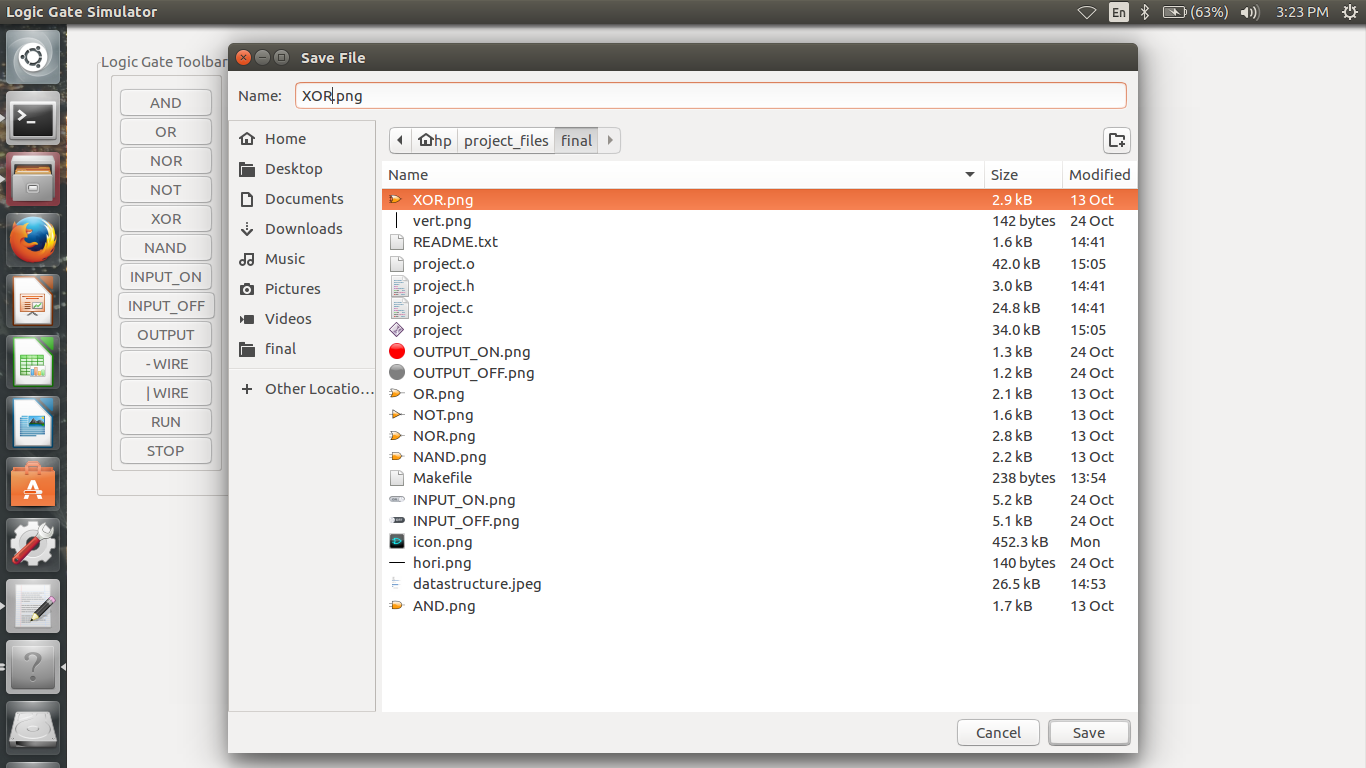 Logic Gate Simulator
En
(63%)
3:23 PM
Logic Gate Toolbar
AND
OR
NOR
NOT
XOR
NAND
INPUT_ON
INPUT_OFF
OUTPUT
- WIRE
| WIRE
RUN
STOP
Save File
Name: XOR.png
Home
Desktop
Documents
Downloads
Music
Pictures
Videos
final
Other Locatio...
hp project_files final
Name Size Modified
XOR.png 2.9 kB 13 Oct
vert.png 142 bytes 24 Oct
README.txt 1.6 kB 14:41
project.o 42.0 kB 15:05
project.h 3.0 kB 14:41
project.c 24.8 kB 14:41
project 34.0 kB 15:05
OUTPUT_ON.png 1.3 kB 24 Oct
OUTPUT_OFF.png 1.2 kB 24 Oct
OR.png 2.1 kB 13 Oct
NOT.png 1.6 kB 13 Oct
NOR.png 2.8 kB 13 Oct
NAND.png 2.2 kB 13 Oct
Makefile 238 bytes 13:54
INPUT_ON.png 5.2 kB 24 Oct
INPUT_OFF.png 5.1 kB 24 Oct
icon.png 452.3 kB Mon
hori.png 140 bytes 24 Oct
datastructure.jpeg 26.5 kB 14:53
AND.png 1.7 kB 13 Oct
Cancel Save